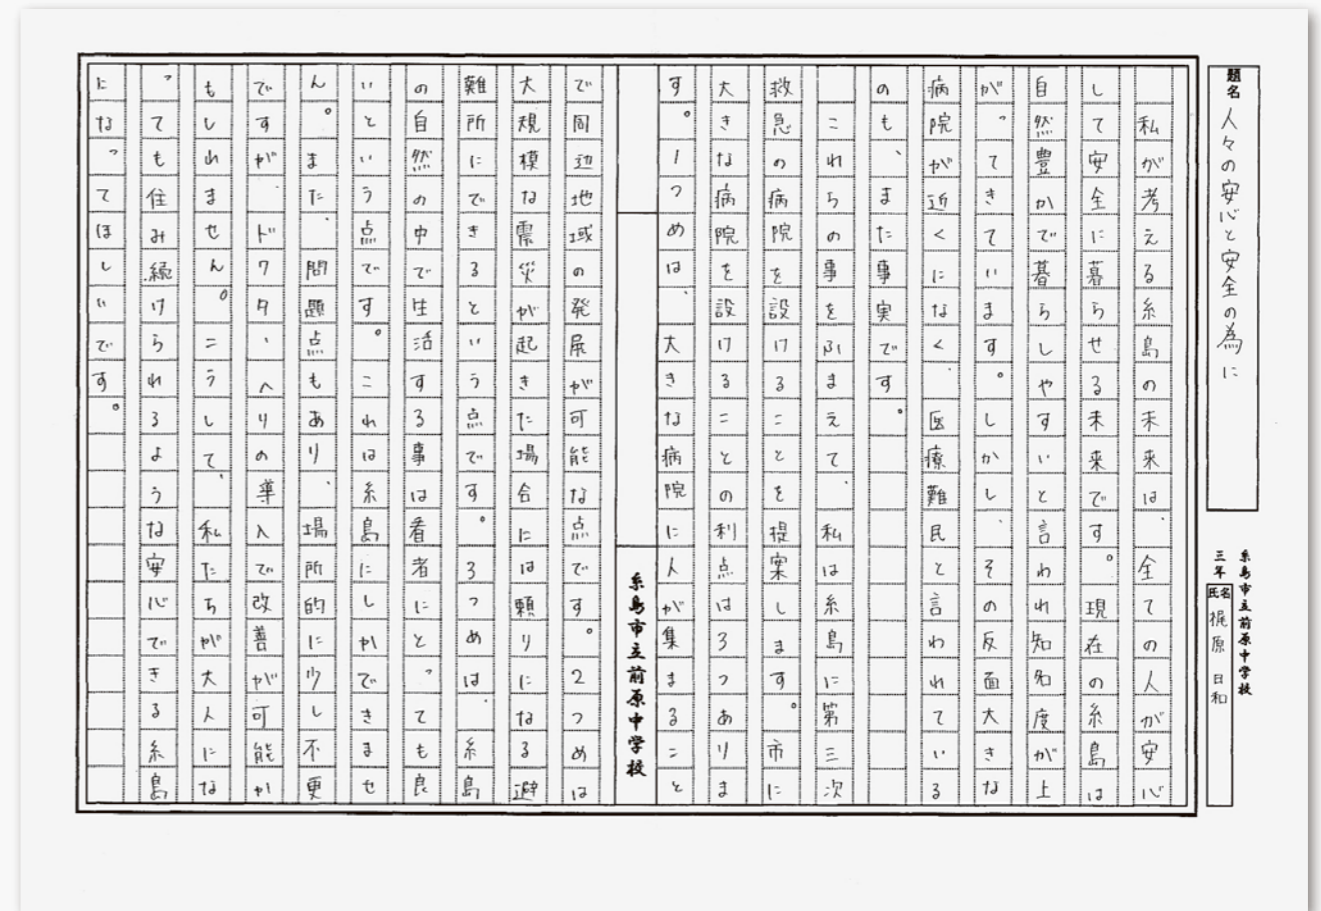 題名 人々の安心と安全の為に
糸島市立前原中学校
三年 氏名 梶原 日和
私が考える糸島の未来は、全ての人が安心
して安全に暮らせる未来です。現在の糸島は
自然豊かで暮らしやすいと言われ知名度が上
がってきています。しかし、その反面大きな
病院が近くになく、医療難民と言われている
のも、また事実です。
これらの事をふまえて、私は糸島に第三次
救急の病院を設けることを提案します。市に
大きな病院を設けることの利点は3つありま
す。1つめは、大きな病院に人が集まること
糸島市立前原中学校
で同辺地域の発展が可能な点です。2つめは
大規模な震災が起きた場合には頼りになる避
難所にできるという点です。3つめは、糸島
の自然の中で生活する事は看者にとっても良
いという点です。これは糸島にしかできませ
ん。また、問題点もあり、場所的に少し不更
ですが、ドクターヘリの導入で改善が可能か
もしれません。こうして、私たちが大人にな
っても住み続けられるような安心できる糸島
になってほしいです。